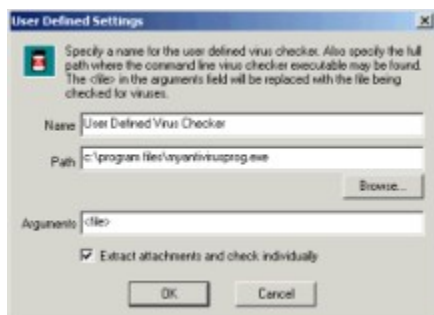 User Defined Settings
Specify a name for the user defined virus checker. Also specify the full
path where the command line virus checker executable may be found.
The <file> in the arguments field will be replaced with the file being
checked for viruses.
Name User Defined Virus Checker
Path c:\program files\myantivirusprog.exe
Browse...
Arguments <file>
Extract attachments and check individually
OK Cancel